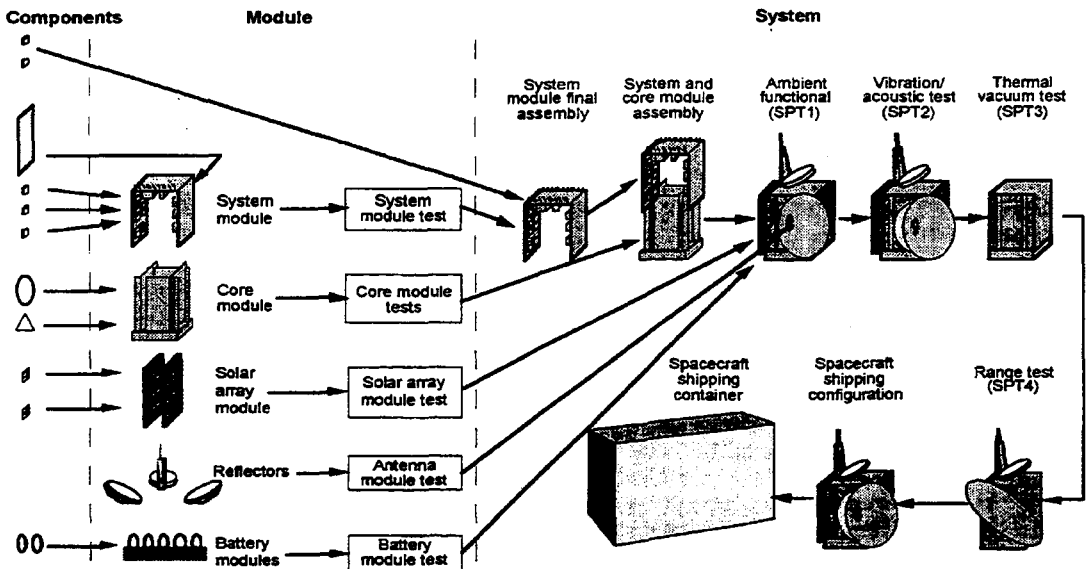 Components
Module
System
System
module final
assembly
System and
core module
assembly
Ambient
functional
(SPT1)
Vibration/
acoustic test
(SPT2)
Thermal
vacuum test
(SPT3)
System
module
System
module test
Core
module
Core module
tests
Solar
array
module
Solar array
module test
Reflectors
Antenna
module test
Battery
modules
Battery
module test
Spacecraft
shipping
container
Spacecraft
shipping
configuration
Range test
(SPT4)